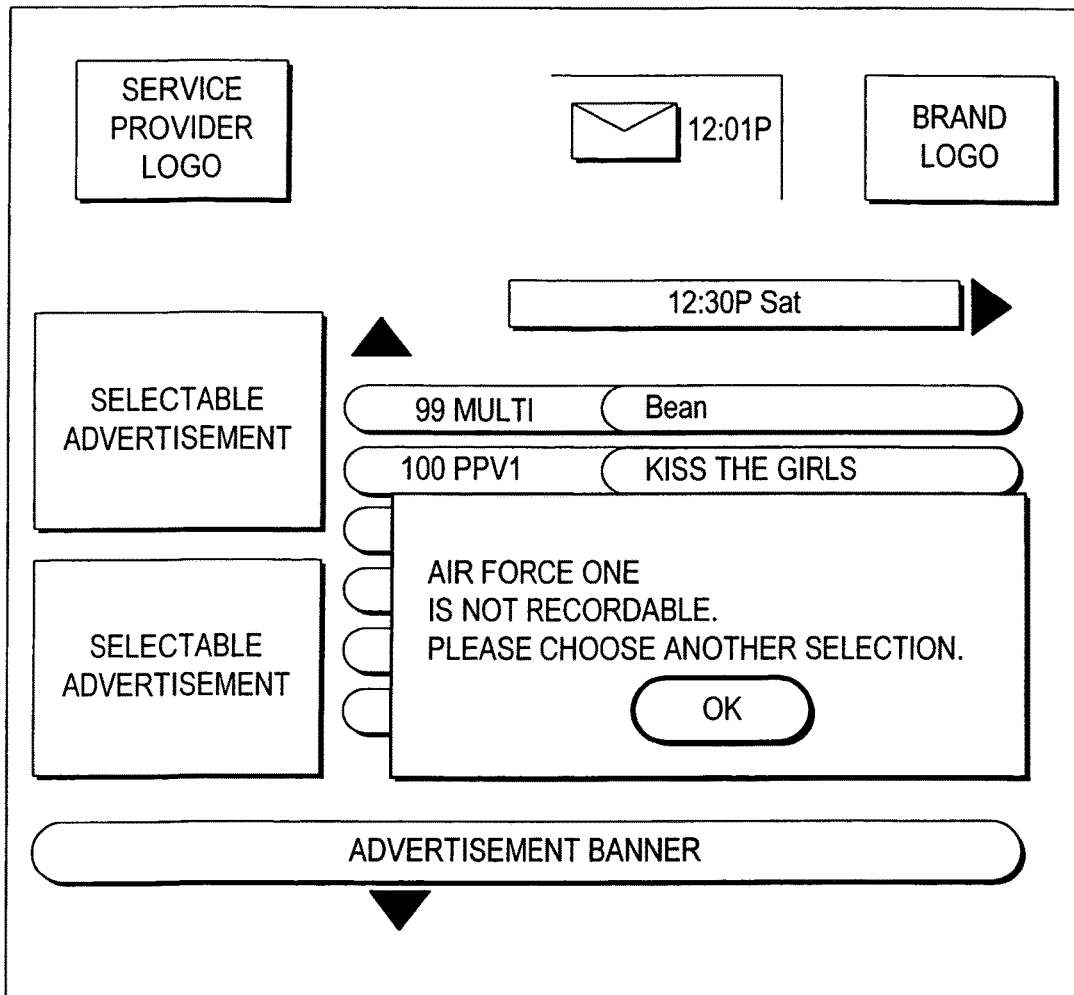 SERVICE
PROVIDER
LOGO
12:01P
BRAND
LOGO
12:30P Sat
SELECTABLE
ADVERTISEMENT
99 MULTI Bean
100 PPV1 KISS THE GIRLS
AIR FORCE ONE
IS NOT RECORDABLE.
PLEASE CHOOSE ANOTHER SELECTION.
OK
SELECTABLE
ADVERTISEMENT
ADVERTISEMENT BANNER